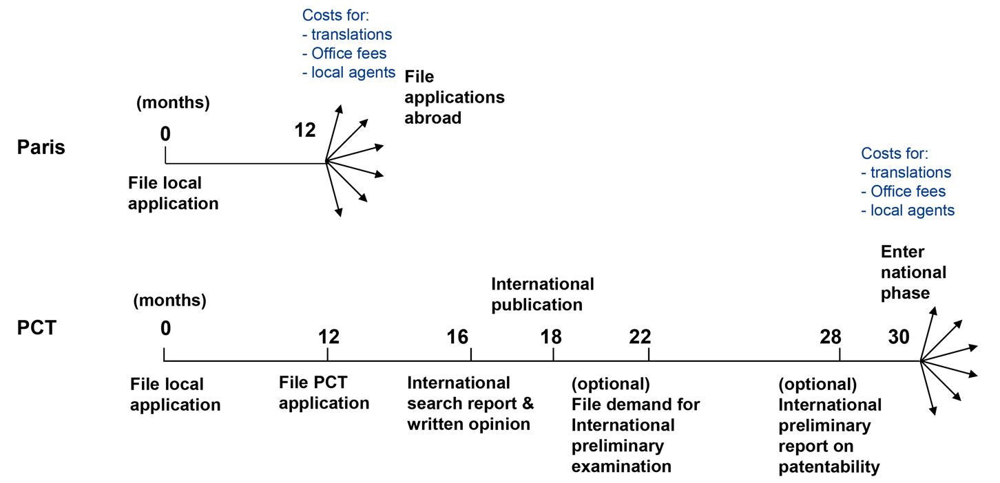 Costs for:
- translations
- Office fees
- local agents
File
applications
abroad
(months)
0
12
Paris
File local
application
Costs for:
- translations
- Office fees
- local agents
Enter
national
phase
International
publication
(months)
PCT
0
12
16
18
22
28
30
File local
application
File PCT
application
International
search report &
written opinion
(optional)
File demand for
International
preliminary
examination
(optional)
International
preliminary
report on
patentability